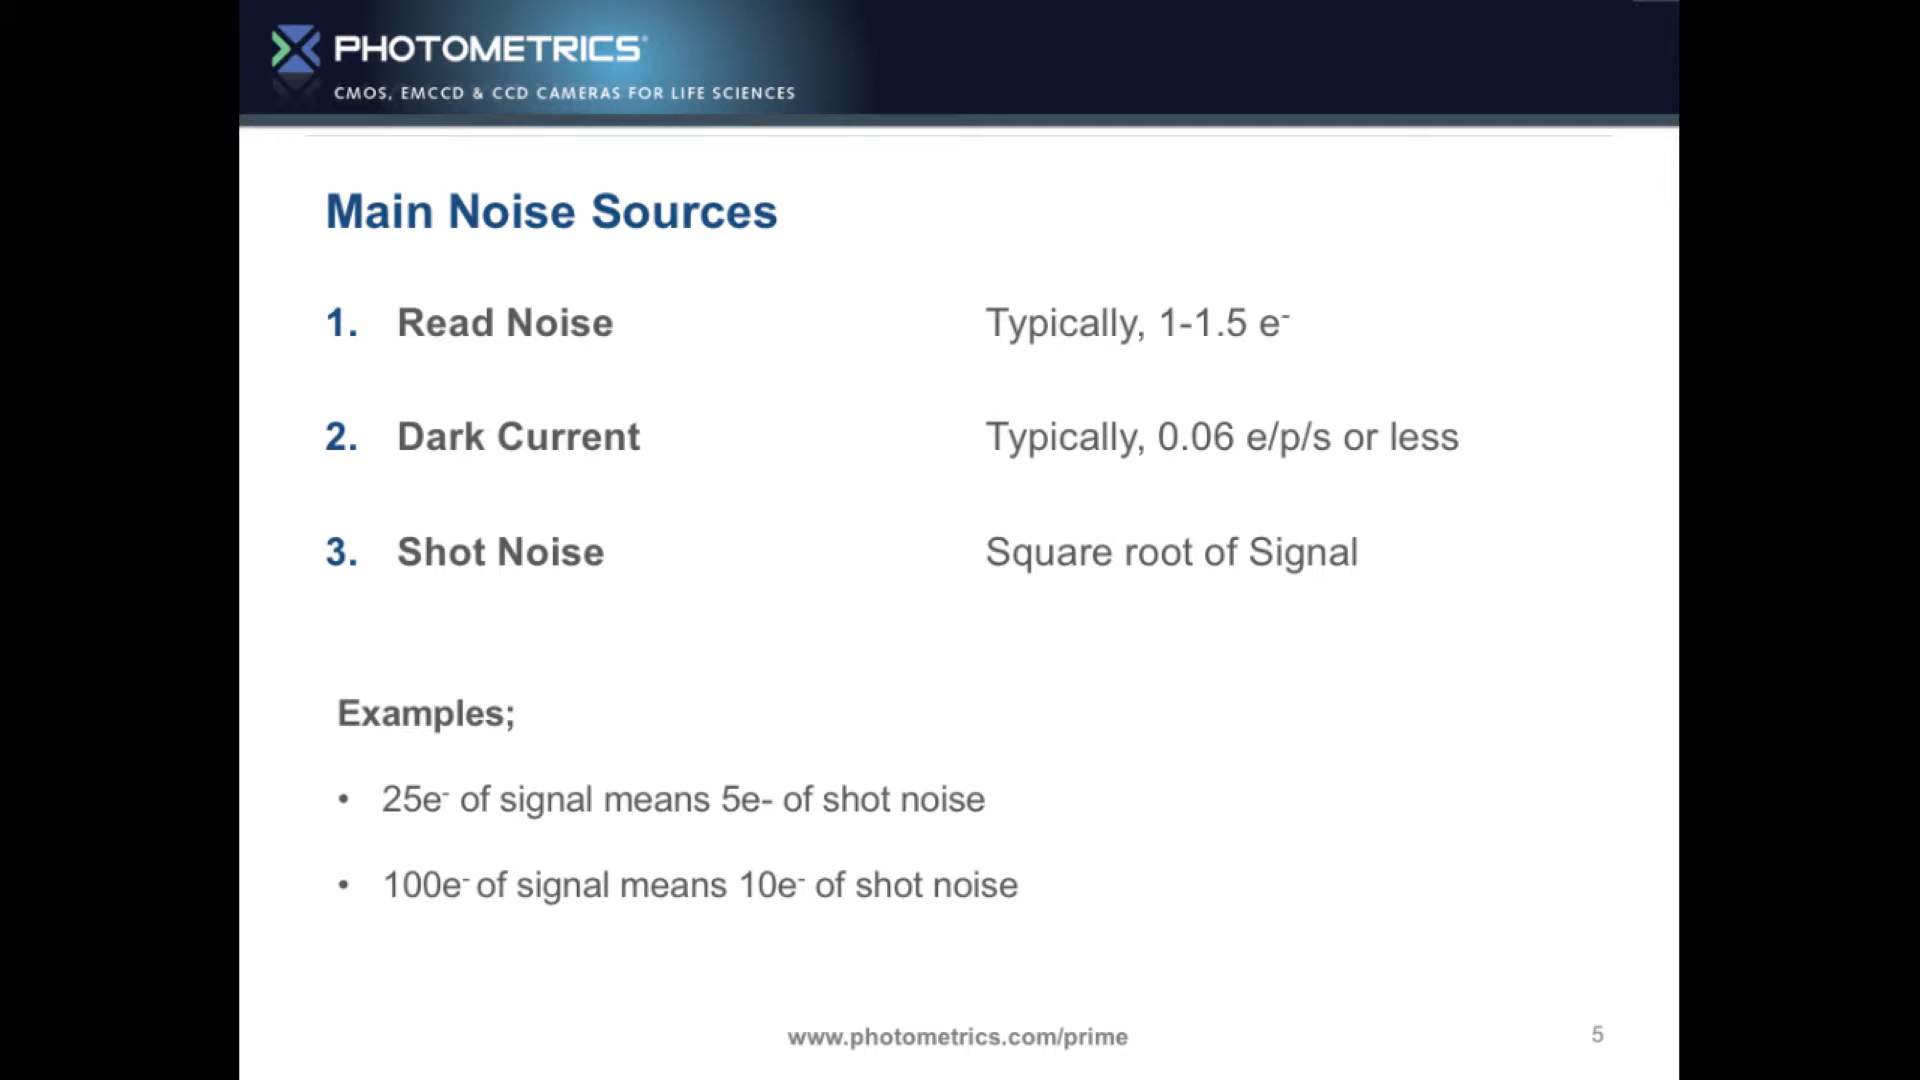 PHOTOMETRICS
CMOS, EMCCD & CCD CAMERAS FOR LIFE SCIENCES
Main Noise Sources
1. Read Noise Typically, 1-1.5 e⁻
2. Dark Current Typically, 0.06 e/p/s or less
3. Shot Noise Square root of Signal
Examples;
• 25e⁻ of signal means 5e- of shot noise
• 100e⁻ of signal means 10e⁻ of shot noise
www.photometrics.com/prime
5